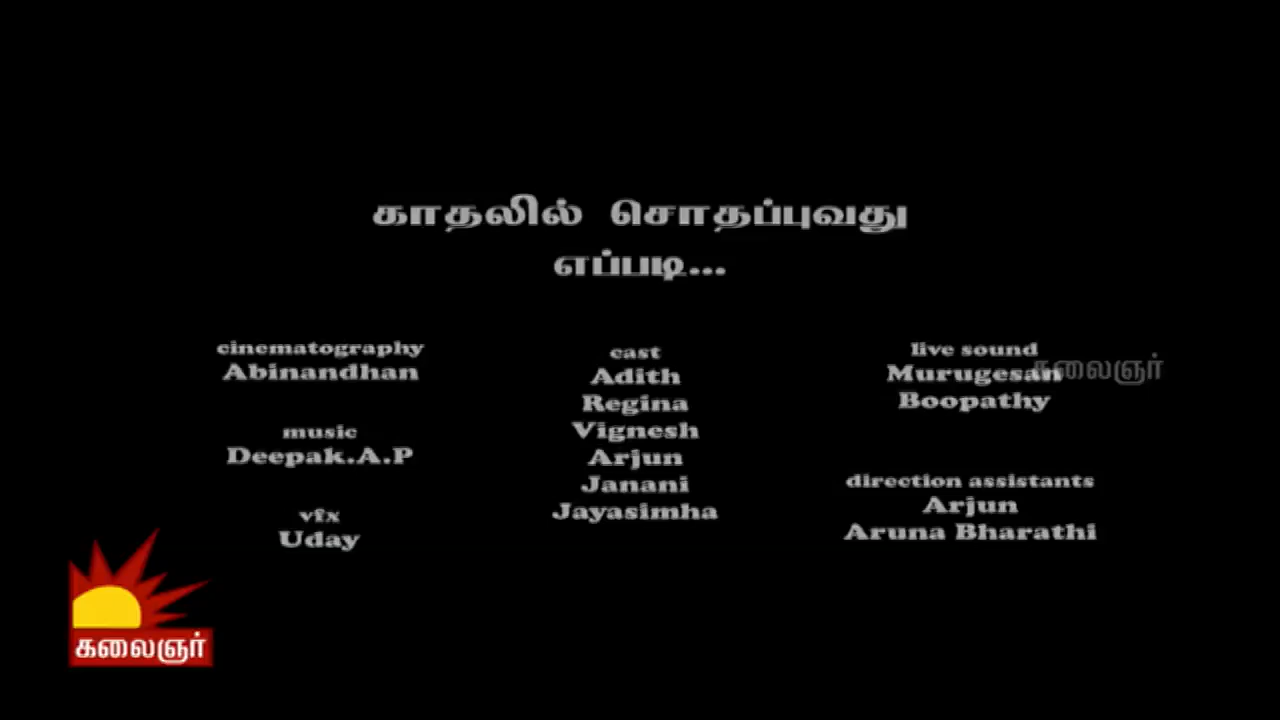 காதலில் சொதப்புவது
எப்படி...
cinematography
Abinandhan
music
Deepak.A.P
vfx
Uday
cast
Adith
Regina
Vignesh
Arjun
Janani
Jayasimha
live sound
Murugesan
Boopathy
direction assistants
Arjun
Aruna Bharathi
கலைஞர்
கலைஞர்